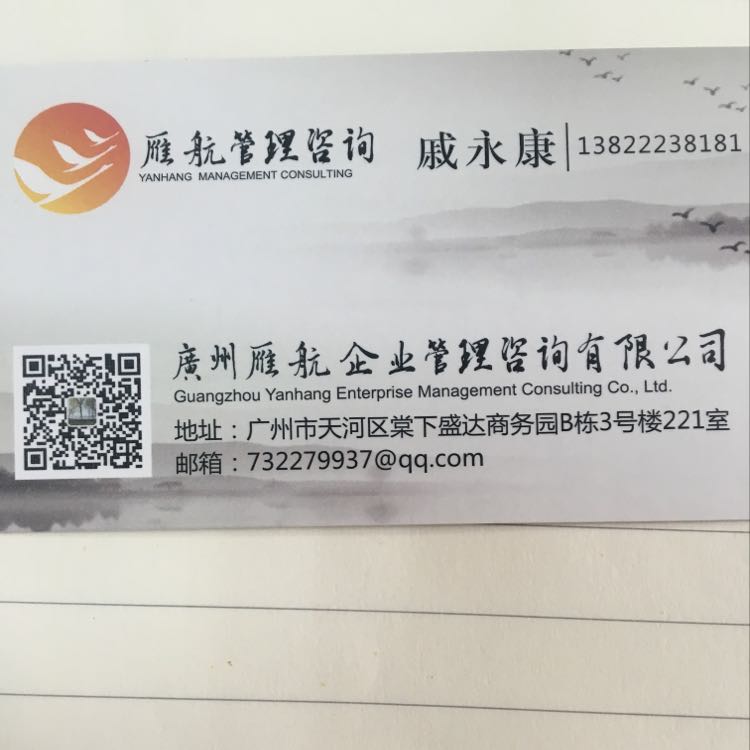 雁航管理咨询
YANHANG MANAGEMENT CONSULTING
戚永康 13822238181
廣州雁航企业管理咨询有限公司
Guangzhou Yanhang Enterprise Management Consulting Co., Ltd.
地址：广州市天河区棠下盛达商务园B栋3号楼221室
邮箱：732279937@qq.com